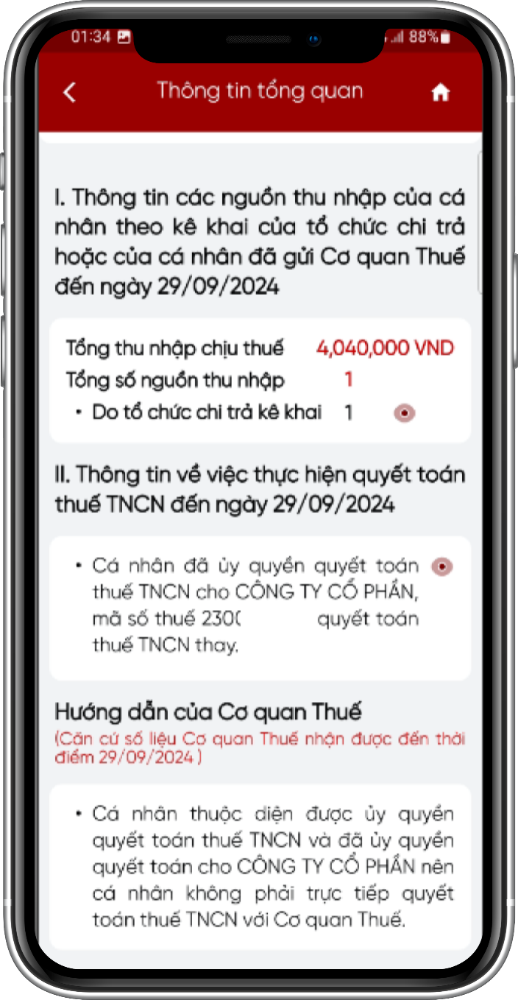 01:34 88%
Thông tin tổng quan
I. Thông tin các nguồn thu nhập của cá
nhân theo kê khai của tổ chức chi trả
hoặc của cá nhân đã gửi Cơ quan Thuế
đến ngày 29/09/2024
Tổng thu nhập chịu thuế 4,040,000 VND
Tổng số nguồn thu nhập 1
• Do tổ chức chi trả kê khai 1
II. Thông tin về việc thực hiện quyết toán
thuế TNCN đến ngày 29/09/2024
• Cá nhân đã ủy quyền quyết toán
thuế TNCN cho CÔNG TY CỔ PHẦN,
mã số thuế 2300 quyết toán
thuế TNCN thay.
Hướng dẫn của Cơ quan Thuế
(Căn cứ số liệu Cơ quan Thuế nhận được đến thời
điểm 29/09/2024 )
• Cá nhân thuộc diện được ủy quyền
quyết toán thuế TNCN và đã ủy quyền
quyết toán cho CÔNG TY CỔ PHẦN nên
cá nhân không phải trực tiếp quyết
toán thuế TNCN với Cơ quan Thuế.